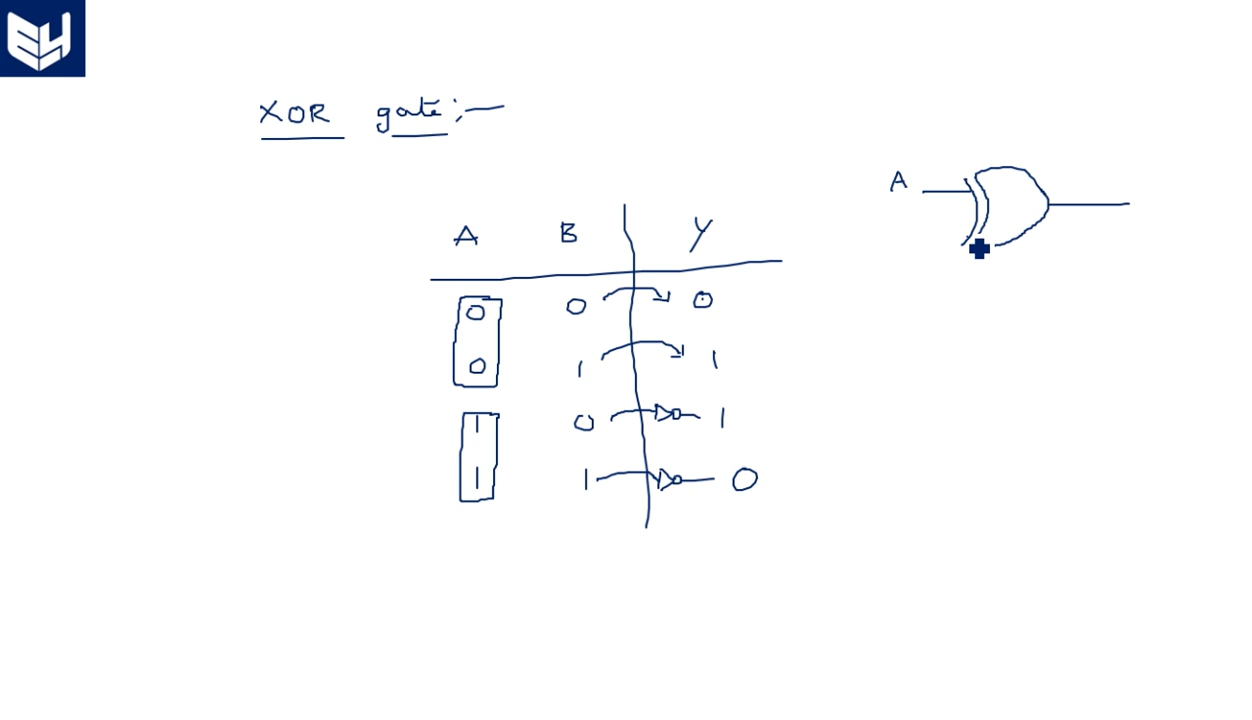 XOR gate :—
A
A B Y
0 0 0
0 1 1
1 0 1
1 1 0